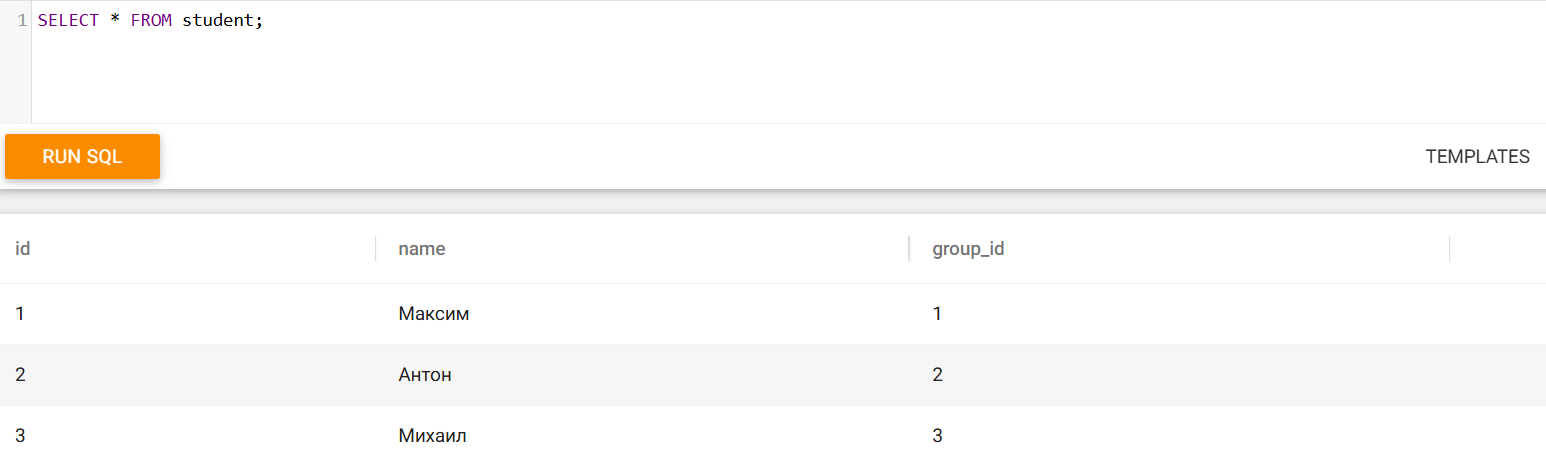 1 SELECT * FROM student;
RUN SQL TEMPLATES
id name group_id
1 Максим 1
2 Антон 2
3 Михаил 3